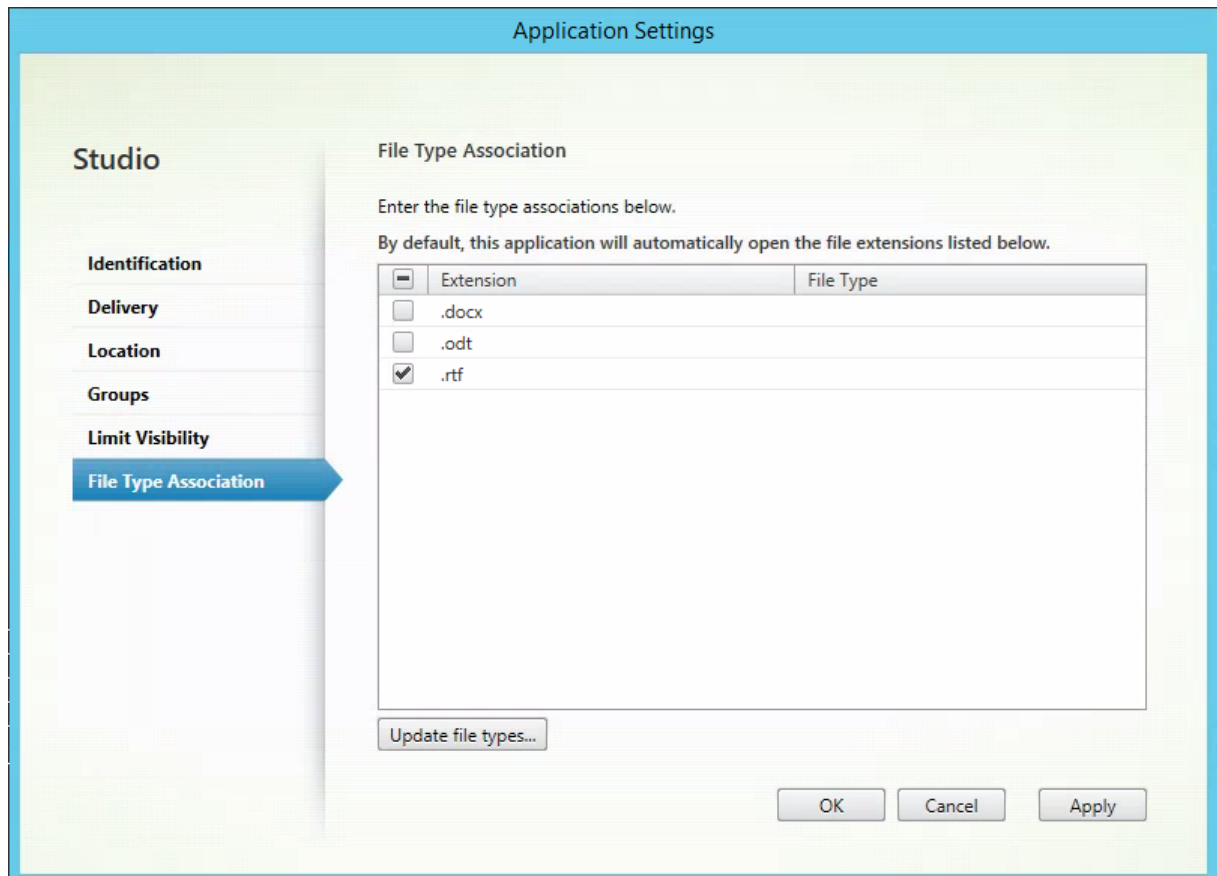 Application Settings
Studio
Identification
Delivery
Location
Groups
Limit Visibility
File Type Association
File Type Association
Enter the file type associations below.
By default, this application will automatically open the file extensions listed below.
Extension File Type
.docx
.odt
.rtf
Update file types...
OK Cancel Apply